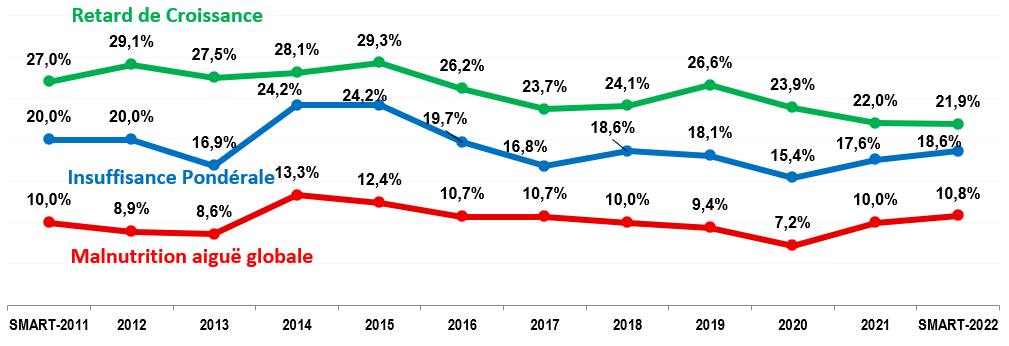 Retard de Croissance
27,0% 29,1% 27,5% 28,1% 29,3% 26,2% 23,7% 24,1% 26,6% 23,9% 22,0% 21,9%
20,0% 20,0% 16,9% 24,2% 24,2% 19,7% 16,8% 18,6% 18,1% 15,4% 17,6% 18,6%
Insuffisance Pondérale
10,0% 8,9% 8,6% 13,3% 12,4% 10,7% 10,7% 10,0% 9,4% 7,2% 10,0% 10,8%
Malnutrition aiguë globale
SMART-2011 2012 2013 2014 2015 2016 2017 2018 2019 2020 2021 SMART-2022